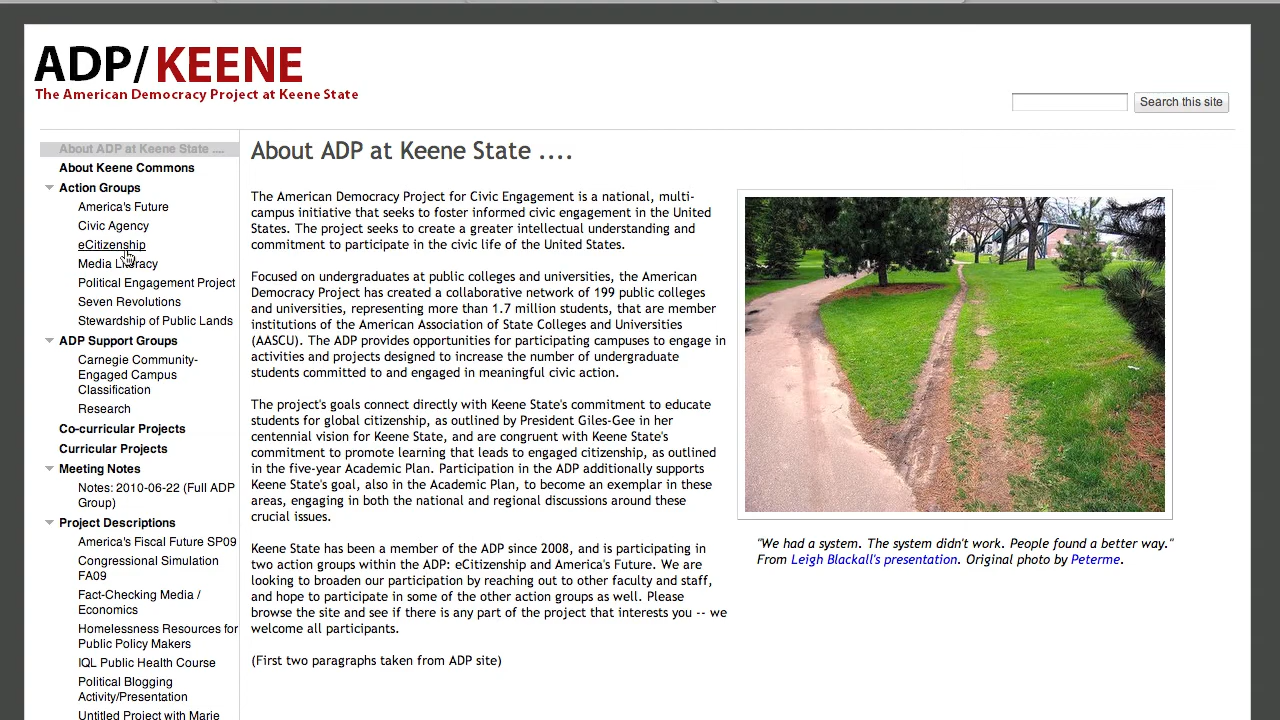 ADP/KEENE
The American Democracy Project at Keene State
Search this site
About ADP at Keene State ....
About Keene Commons
Action Groups
America's Future
Civic Agency
eCitizenship
Media Literacy
Political Engagement Project
Seven Revolutions
Stewardship of Public Lands
ADP Support Groups
Carnegie Community-
Engaged Campus
Classification
Research
Co-curricular Projects
Curricular Projects
Meeting Notes
Notes: 2010-06-22 (Full ADP
Group)
Project Descriptions
America's Fiscal Future SP09
Congressional Simulation
FA09
Fact-Checking Media /
Economics
Homelessness Resources for
Public Policy Makers
IQL Public Health Course
Political Blogging
Activity/Presentation
Untitled Project with Marie
About ADP at Keene State ....
The American Democracy Project for Civic Engagement is a national, multi-
campus initiative that seeks to foster informed civic engagement in the United
States. The project seeks to create a greater intellectual understanding and
commitment to participate in the civic life of the United States.
Focused on undergraduates at public colleges and universities, the American
Democracy Project has created a collaborative network of 199 public colleges
and universities, representing more than 1.7 million students, that are member
institutions of the American Association of State Colleges and Universities
(AASCU). The ADP provides opportunities for participating campuses to engage in
activities and projects designed to increase the number of undergraduate
students committed to and engaged in meaningful civic action.
The project's goals connect directly with Keene State's commitment to educate
students for global citizenship, as outlined by President Giles-Gee in her
centennial vision for Keene State, and are congruent with Keene State's
commitment to promote learning that leads to engaged citizenship, as outlined
in the five-year Academic Plan. Participation in the ADP additionally supports
Keene State's goal, also in the Academic Plan, to become an exemplar in these
areas, engaging in both the national and regional discussions around these
crucial issues.
Keene State has been a member of the ADP since 2008, and is participating in
two action groups within the ADP: eCitizenship and America's Future. We are
looking to broaden our participation by reaching out to other faculty and staff,
and hope to participate in some of the other action groups as well. Please
browse the site and see if there is any part of the project that interests you -- we
welcome all participants.
(First two paragraphs taken from ADP site)
"We had a system. The system didn't work. People found a better way."
From Leigh Blackall's presentation. Original photo by Peterme.